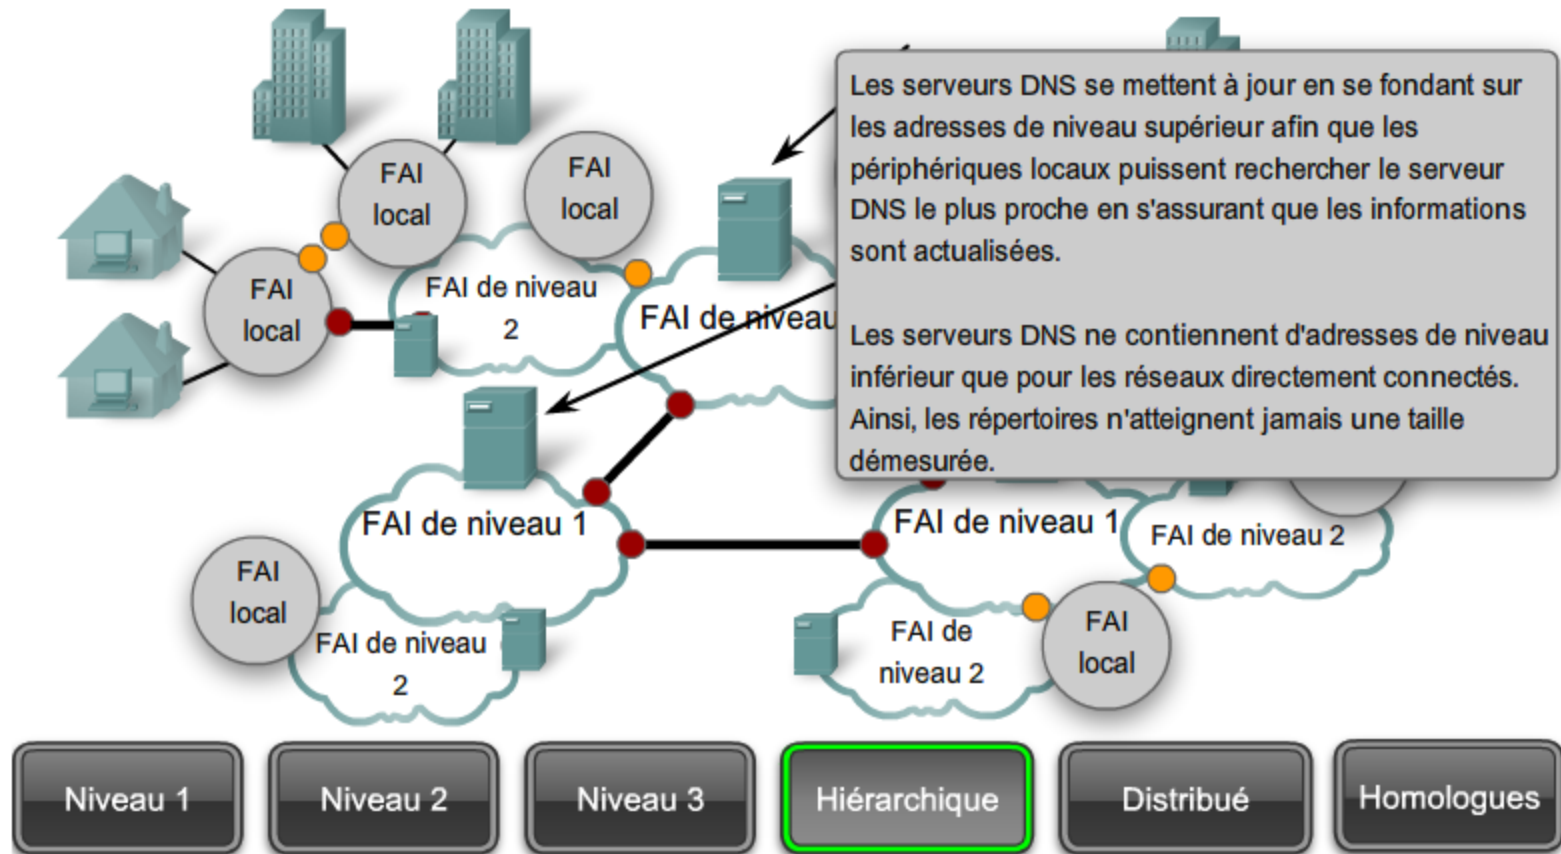 FAI
local
FAI
local
FAI
local
FAI de niveau
2
FAI de niveau
Les serveurs DNS se mettent à jour en se fondant sur
les adresses de niveau supérieur afin que les
périphériques locaux puissent rechercher le serveur
DNS le plus proche en s'assurant que les informations
sont actualisées.
Les serveurs DNS ne contiennent d'adresses de niveau
inférieur que pour les réseaux directement connectés.
Ainsi, les répertoires n'atteignent jamais une taille
démesurée.
FAI de niveau 1
FAI de niveau 1
FAI de niveau 2
FAI
local
FAI de niveau
2
FAI de
niveau 2
FAI
local
Niveau 1
Niveau 2
Niveau 3
Hiérarchique
Distribué
Homologues